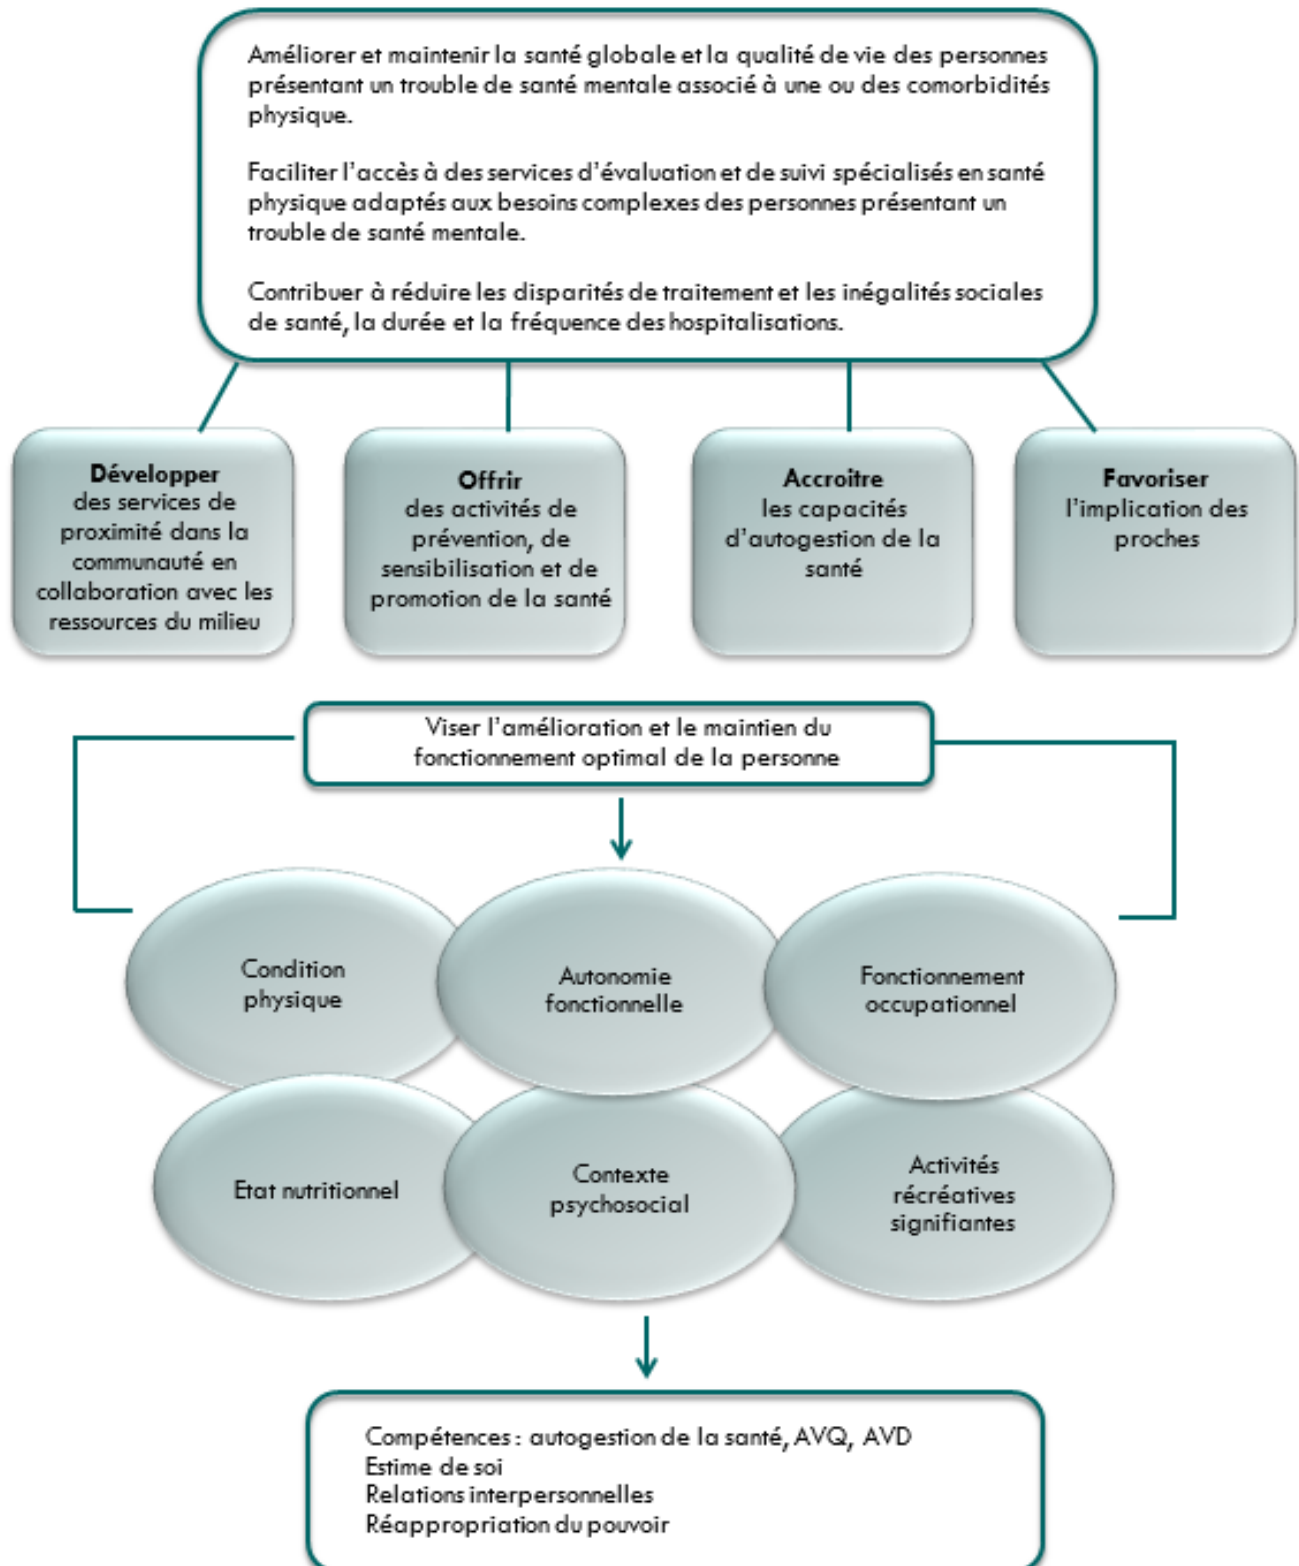 Améliorer et maintenir la santé globale et la qualité de vie des personnes
présentant un trouble de santé mentale associé à une ou des comorbidités
physique.
Faciliter l'accès à des services d'évaluation et de suivi spécialisés en santé
physique adaptés aux besoins complexes des personnes présentant un
trouble de santé mentale.
Contribuer à réduire les disparités de traitement et les inégalités sociales
de santé, la durée et la fréquence des hospitalisations.
Développer
des services de
proximité dans la
communauté en
collaboration avec les
ressources du milieu
Offrir
des activités de
prévention, de
sensibilisation et de
promotion de la santé
Accroître
les capacités
d'autogestion de la
santé
Favoriser
l'implication des
proches
Viser l'amélioration et le maintien du
fonctionnement optimal de la personne
Condition
physique
Autonomie
fonctionnelle
Fonctionnement
occupationnel
Etat nutritionnel
Contexte
psychosocial
Activités
récréatives
signifiantes
Compétences : autogestion de la santé, AVQ, AVD
Estime de soi
Relations interpersonnelles
Réappropriation du pouvoir